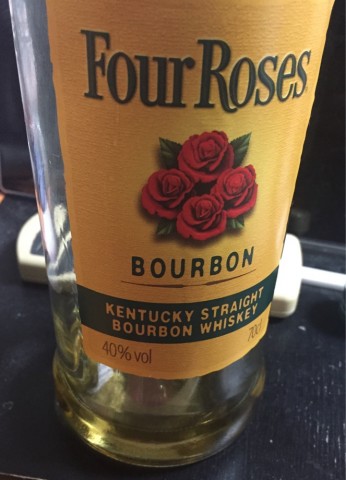 Four Roses
BOURBON
KENTUCKY STRAIGHT
BOURBON WHISKEY
40% vol
70cl